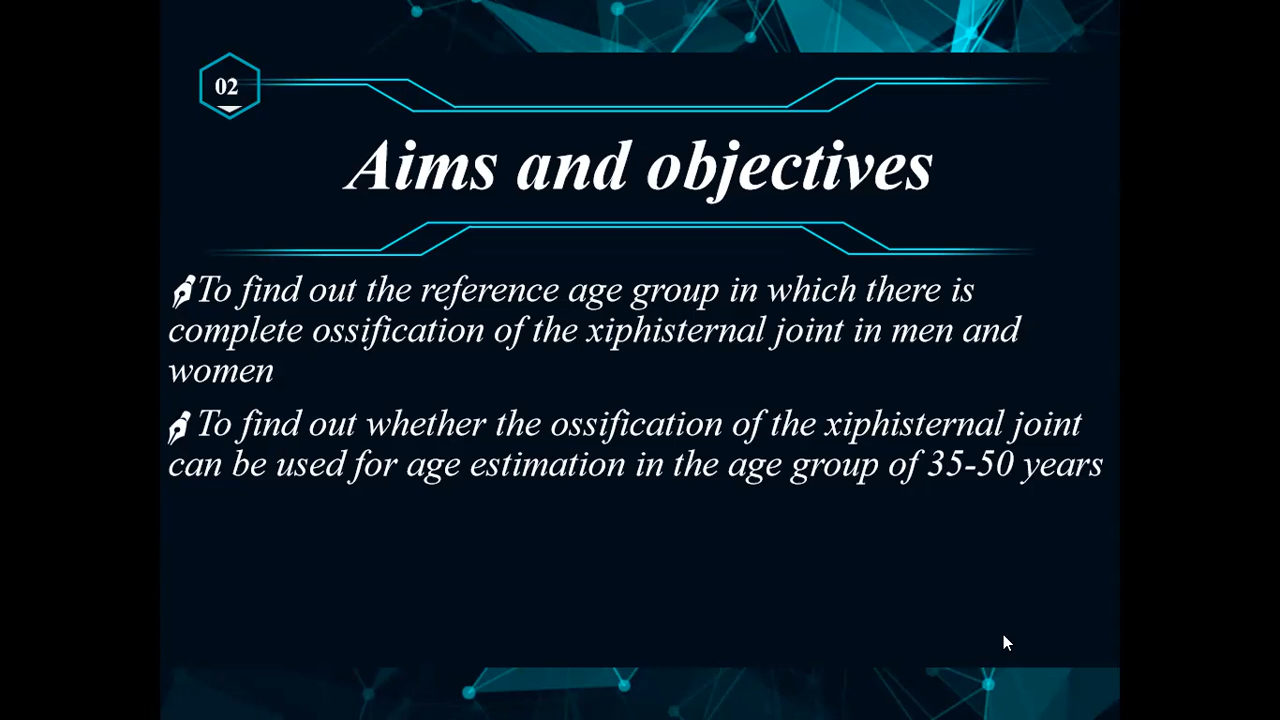 02
Aims and objectives
To find out the reference age group in which there is
complete ossification of the xiphisternal joint in men and
women
To find out whether the ossification of the xiphisternal joint
can be used for age estimation in the age group of 35-50 years